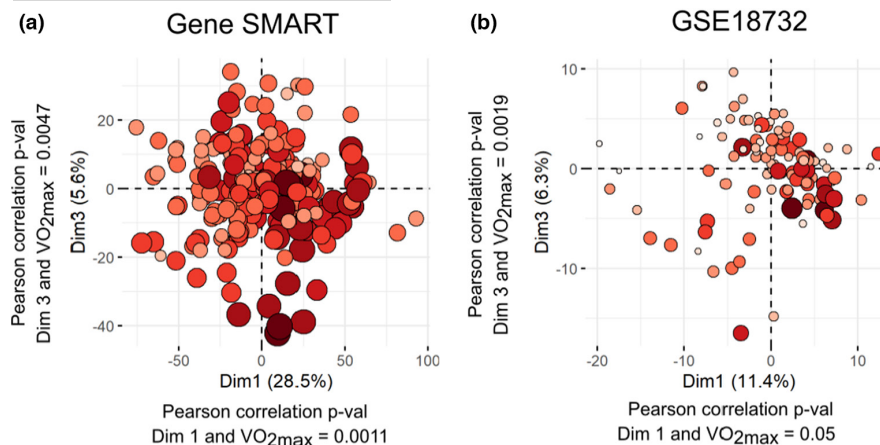 (a)
Gene SMART
Pearson correlation p-val
Dim 3 and VO2max = 0.0047
Dim3 (5.6%)
20
0
-20
-40
-50
0
50
100
Dim1 (28.5%)
Pearson correlation p-val
Dim 1 and VO2max = 0.0011
(b)
GSE18732
Pearson correlation p-val
Dim 3 and VO2max = 0.0019
Dim3 (6.3%)
10
0
-10
-20
-10
0
10
Dim1 (11.4%)
Pearson correlation p-val
Dim 1 and VO2max = 0.05